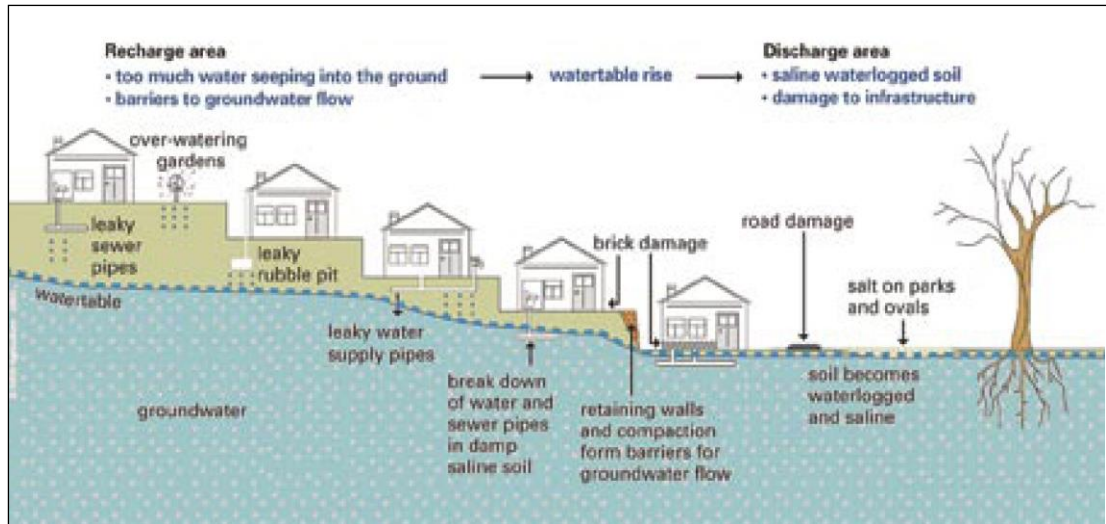 Recharge area
• too much water seeping into the ground
• barriers to groundwater flow
watertable rise
Discharge area
• saline waterlogged soil
• damage to infrastructure
over-watering
gardens
leaky
sewer
pipes
leaky
rubble pit
watertable
leaky water
supply pipes
groundwater
break down
of water and
sewer pipes
in damp
saline soil
brick damage
retaining walls
and compaction
form barriers for
groundwater flow
road damage
salt on parks
and ovals
soil becomes
waterlogged
and saline